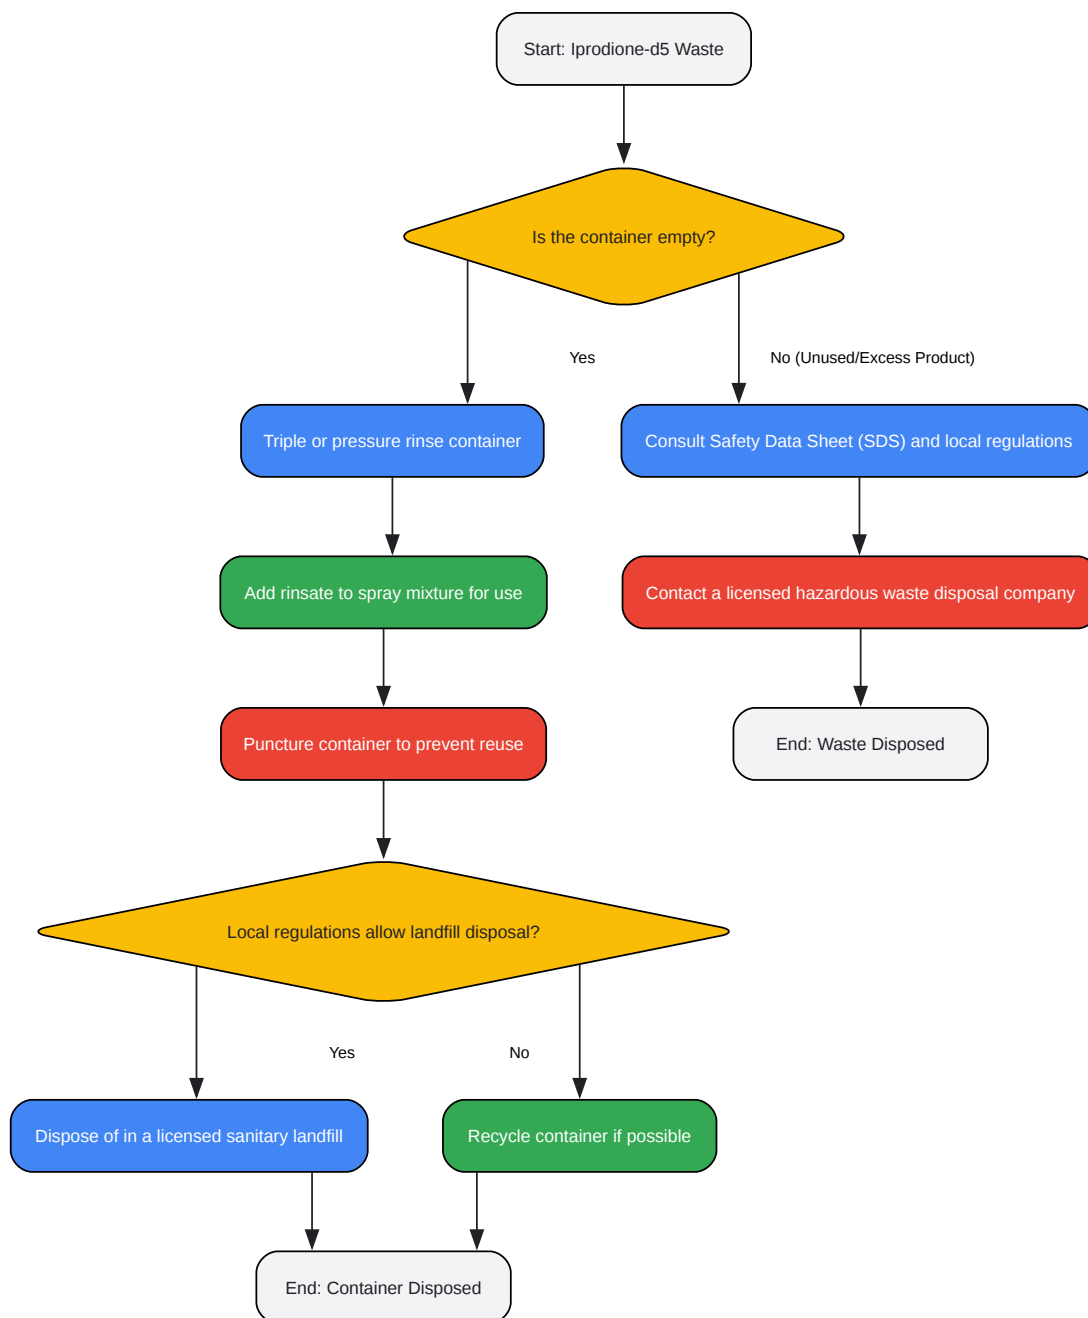 Start: Iprodione-d5 Waste
Is the container empty?
Yes
No (Unused/Excess Product)
Triple or pressure rinse container
Consult Safety Data Sheet (SDS) and local regulations
Add rinsate to spray mixture for use
Contact a licensed hazardous waste disposal company
Puncture container to prevent reuse
End: Waste Disposed
Local regulations allow landfill disposal?
Yes
No
Dispose of in a licensed sanitary landfill
Recycle container if possible
End: Container Disposed